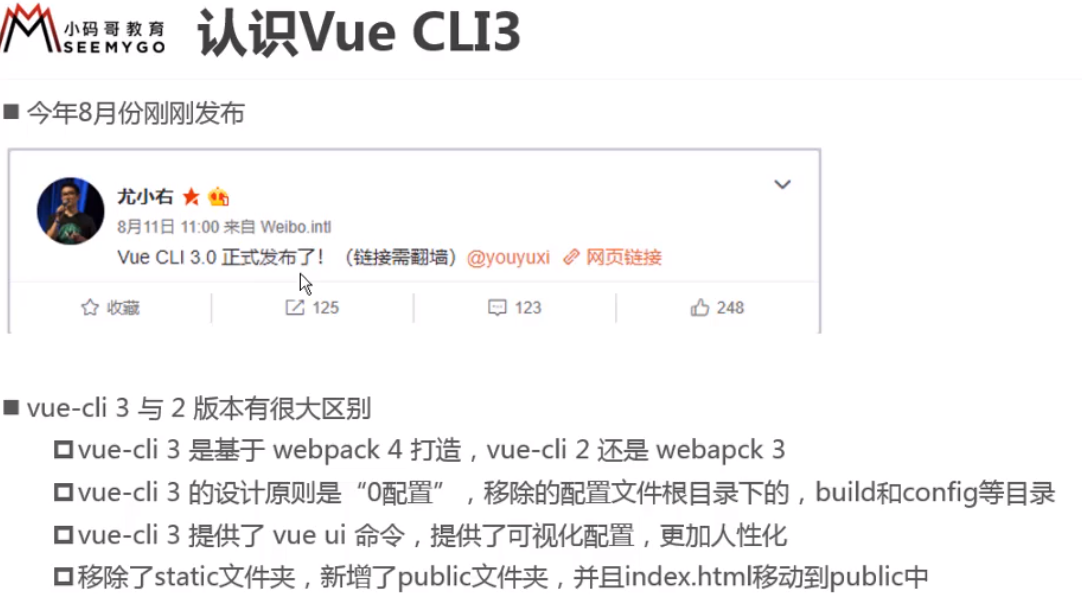 小码哥教育
SEEMYGO
认识Vue CLI3
今年8月份刚刚发布
尤小右
8月11日 11:00 来自 Weibo.intl
Vue CLI 3.0 正式发布了！（链接需翻墙）@youyuxi 网页链接
收藏 125 123 248
vue-cli 3 与 2 版本有很大区别
vue-cli 3 是基于 webpack 4 打造，vue-cli 2 还是 webapck 3
vue-cli 3 的设计原则是“0配置”，移除的配置文件根目录下的，build和config等目录
vue-cli 3 提供了 vue ui 命令，提供了可视化配置，更加人性化
移除了static文件夹，新增了public文件夹，并且index.html移动到public中